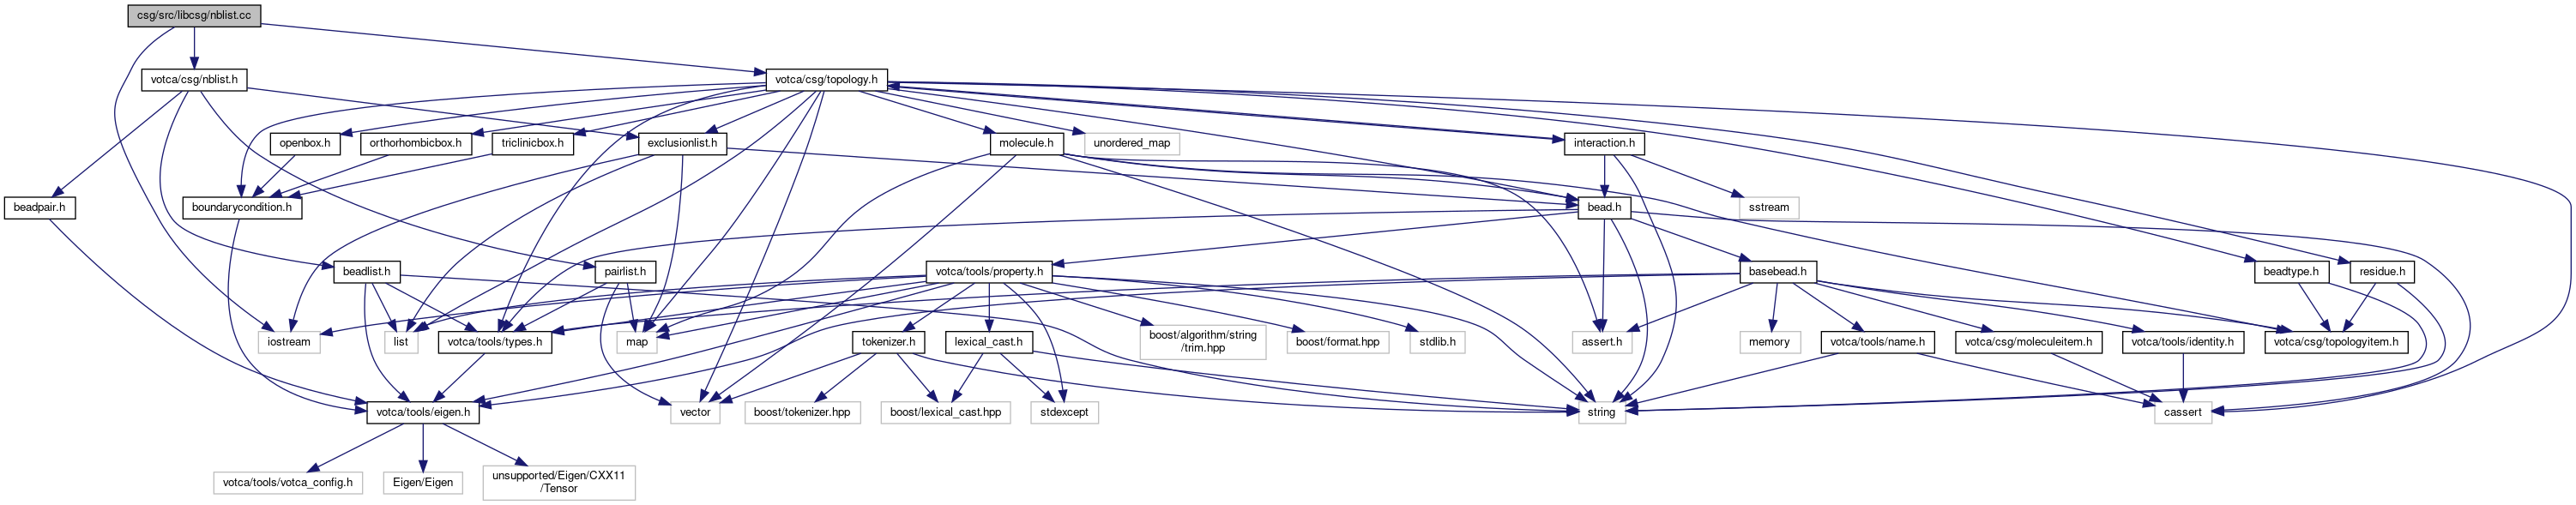 csg/src/libcsg/nblist.cc
votca/csg/nblist.h
votca/csg/topology.h
openbox.h
orthorhombicbox.h
triclinicbox.h
exclusionlist.h
molecule.h
unordered_map
interaction.h
beadpair.h
boundarycondition.h
bead.h
sstream
beadlist.h
pairlist.h
votca/tools/property.h
basebead.h
beadtype.h
residue.h
iostream
list
votca/tools/types.h
map
tokenizer.h
lexical_cast.h
boost/algorithm/string
/trim.hpp
boost/format.hpp
stdlib.h
assert.h
memory
votca/tools/name.h
votca/csg/moleculeitem.h
votca/tools/identity.h
votca/csg/topologyitem.h
votca/tools/eigen.h
vector
boost/tokenizer.hpp
boost/lexical_cast.hpp
stdexcept
string
cassert
votca/tools/votca_config.h
Eigen/Eigen
unsupported/Eigen/CXX11
/Tensor